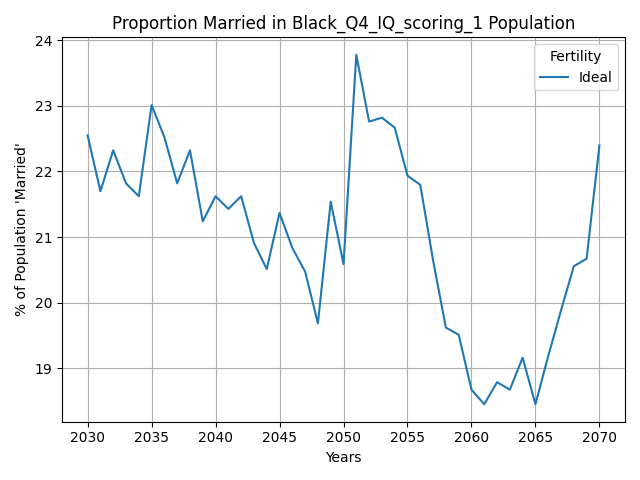 Proportion Married in Black_Q4_IQ_scoring_1 Population
24
23
22
21
20
19
% of Population 'Married'
Fertility
Ideal
2030 2035 2040 2045 2050 2055 2060 2065 2070
Years